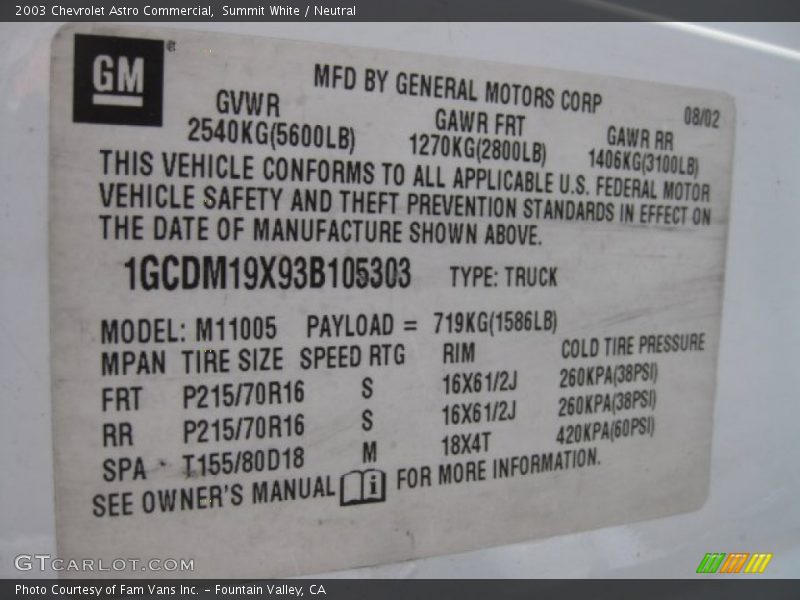 2003 Chevrolet Astro Commercial,  Summit White / Neutral
GM
MFD BY GENERAL MOTORS CORP
08/02
GVWR GAWR FRT GAWR RR
2540KG(5600LB) 1270KG(2800LB) 1406KG(3100LB)
THIS VEHICLE CONFORMS TO ALL APPLICABLE U.S. FEDERAL MOTOR
VEHICLE SAFETY AND THEFT PREVENTION STANDARDS IN EFFECT ON
THE DATE OF MANUFACTURE SHOWN ABOVE.
1GCDM19X93B105303 TYPE: TRUCK
MODEL: M11005 PAYLOAD = 719KG(1586LB)
MPAN TIRE SIZE SPEED RTG RIM COLD TIRE PRESSURE
FRT P215/70R16 S 16X61/2J 260KPA(38PSI)
RR P215/70R16 S 16X61/2J 260KPA(38PSI)
SPA T155/80D18 M 18X4T 420KPA(60PSI)
SEE OWNER'S MANUAL i FOR MORE INFORMATION.
GTCARLOT.COM
Photo Courtesy of Fam Vans Inc. – Fountain Valley, CA